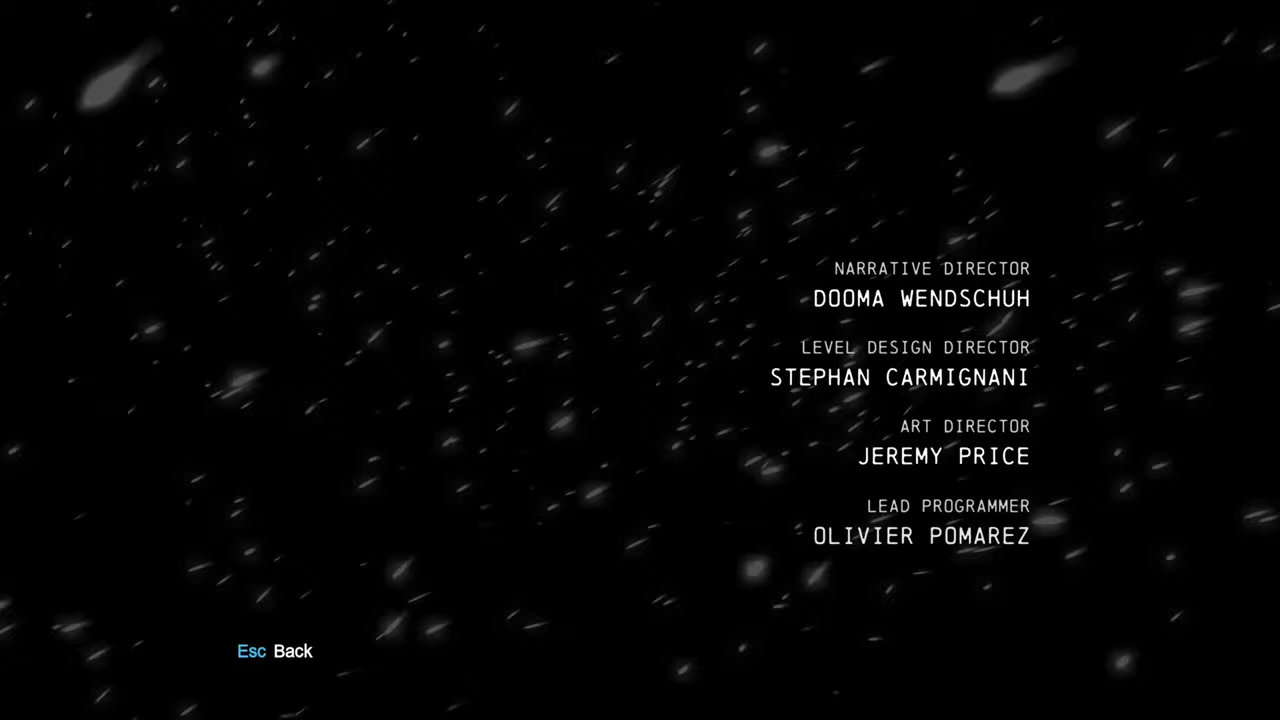 NARRATIVE DIRECTOR
DOOMA WENDSCHUH
LEVEL DESIGN DIRECTOR
STEPHAN CARMIGNANI
ART DIRECTOR
JEREMY PRICE
LEAD PROGRAMMER
OLIVIER POMAREZ
Esc Back